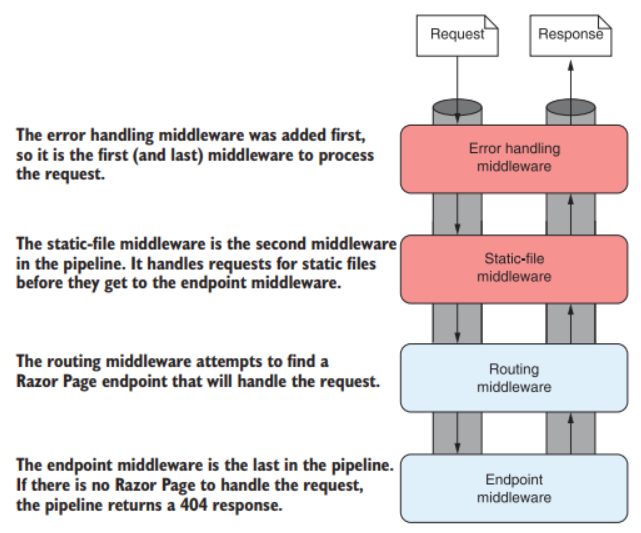 Request
Response
The error handling middleware was added first,
so it is the first (and last) middleware to process
the request.
Error handling
middleware
The static-file middleware is the second middleware
in the pipeline. It handles requests for static files
before they get to the endpoint middleware.
Static-file
middleware
The routing middleware attempts to find a
Razor Page endpoint that will handle the request.
Routing
middleware
The endpoint middleware is the last in the pipeline.
If there is no Razor Page to handle the request,
the pipeline returns a 404 response.
Endpoint
middleware